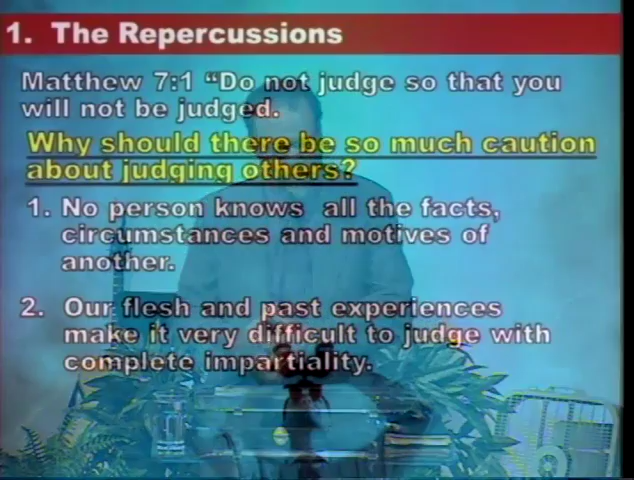 1. The Repercussions
Matthew 7:1 “Do not judge so that you
will not be judged.
Why should there be so much caution
about judging others?
1. No person knows all the facts,
circumstances and motives of
another.
2. Our flesh and past experiences
make it very difficult to judge with
complete impartiality.